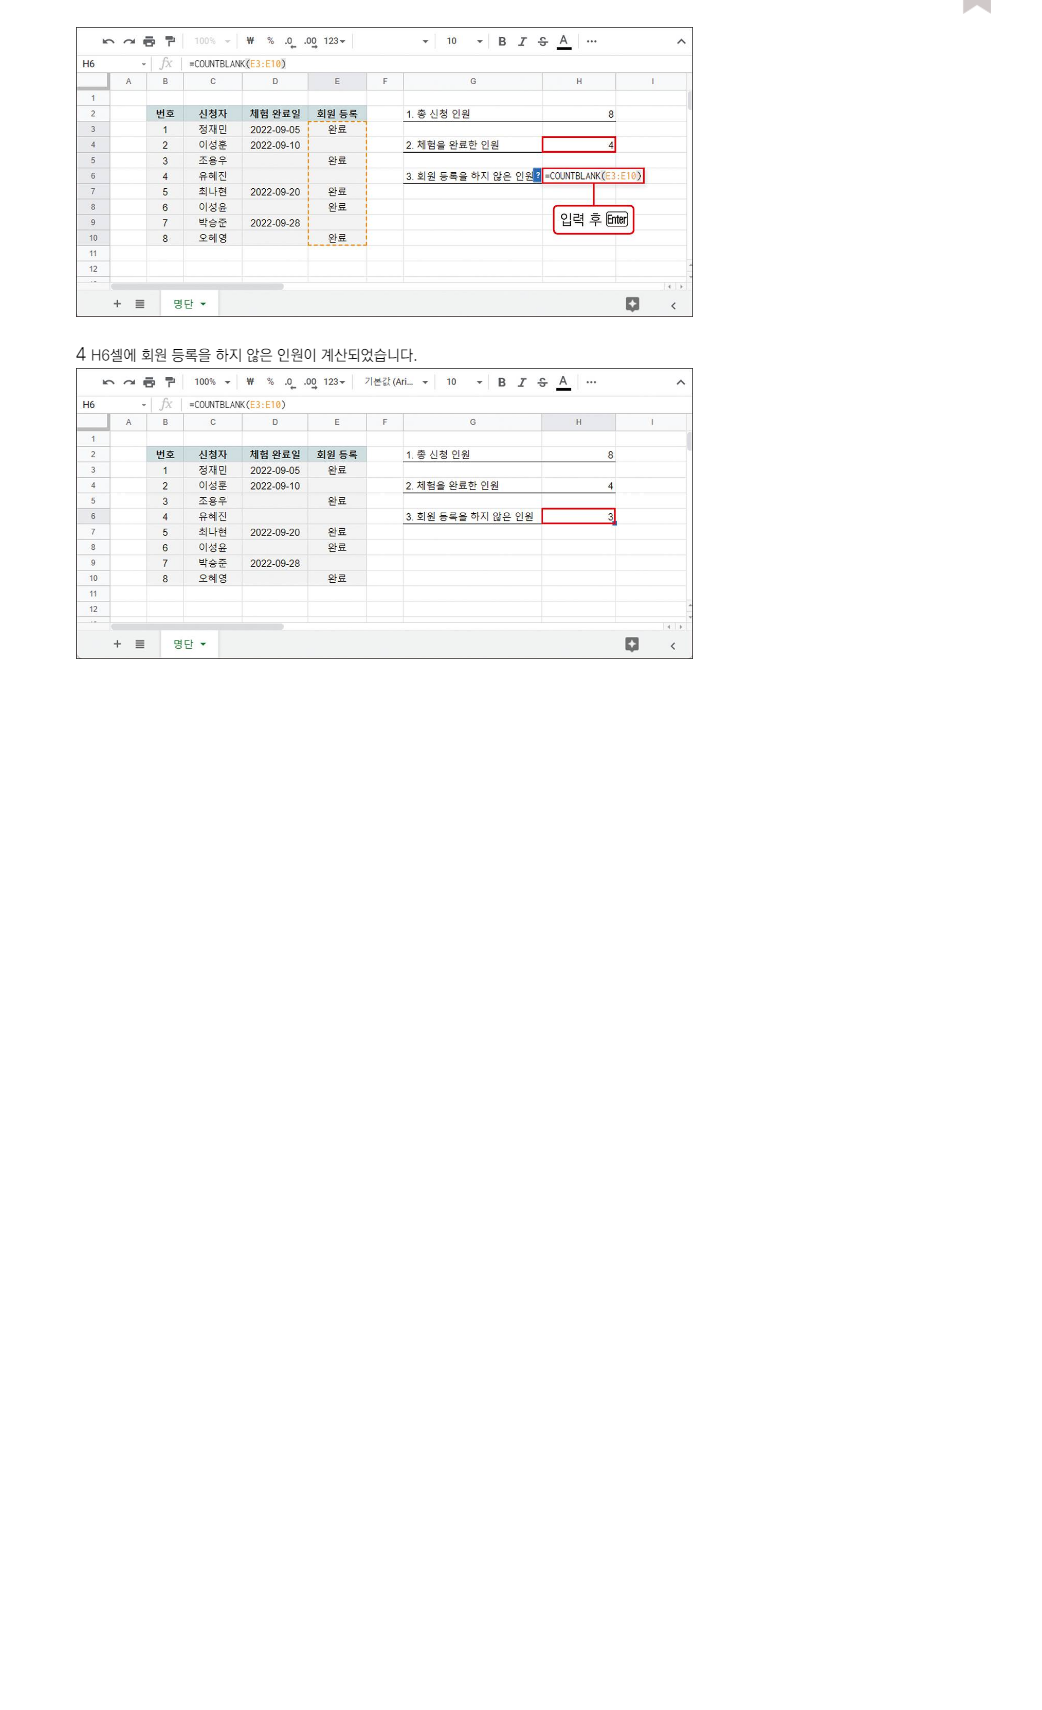 100% ₩ % .0 .00 123 10 B I S A ...
H6 fx =COUNTBLANK(E3:E10)
A B C D E F G H I
1
2 번호 신청자 체험 완료일 회원 등록 1. 총 신청 인원 8
3 1 정재민 2022-09-05 완료
4 2 이성훈 2022-09-10 2. 체험을 완료한 인원 4
5 3 조용우 완료
6 4 유혜진 3. 회원 등록을 하지 않은 인원 ? =COUNTBLANK(E3:E10)
7 5 최나현 2022-09-20 완료
8 6 이성윤 완료
입력 후 Enter
9 7 박승준 2022-09-28
10 8 오혜영 완료
11
12
+ 명단
4 H6셀에 회원 등록을 하지 않은 인원이 계산되었습니다.
100% ₩ % .0 .00 123 기본값 (Ari... 10 B I S A ...
H6 fx =COUNTBLANK(E3:E10)
A B C D E F G H I
1
2 번호 신청자 체험 완료일 회원 등록 1. 총 신청 인원 8
3 1 정재민 2022-09-05 완료
4 2 이성훈 2022-09-10 2. 체험을 완료한 인원 4
5 3 조용우 완료
6 4 유혜진 3. 회원 등록을 하지 않은 인원 3
7 5 최나현 2022-09-20 완료
8 6 이성윤 완료
9 7 박승준 2022-09-28
10 8 오혜영 완료
11
12
+ 명단